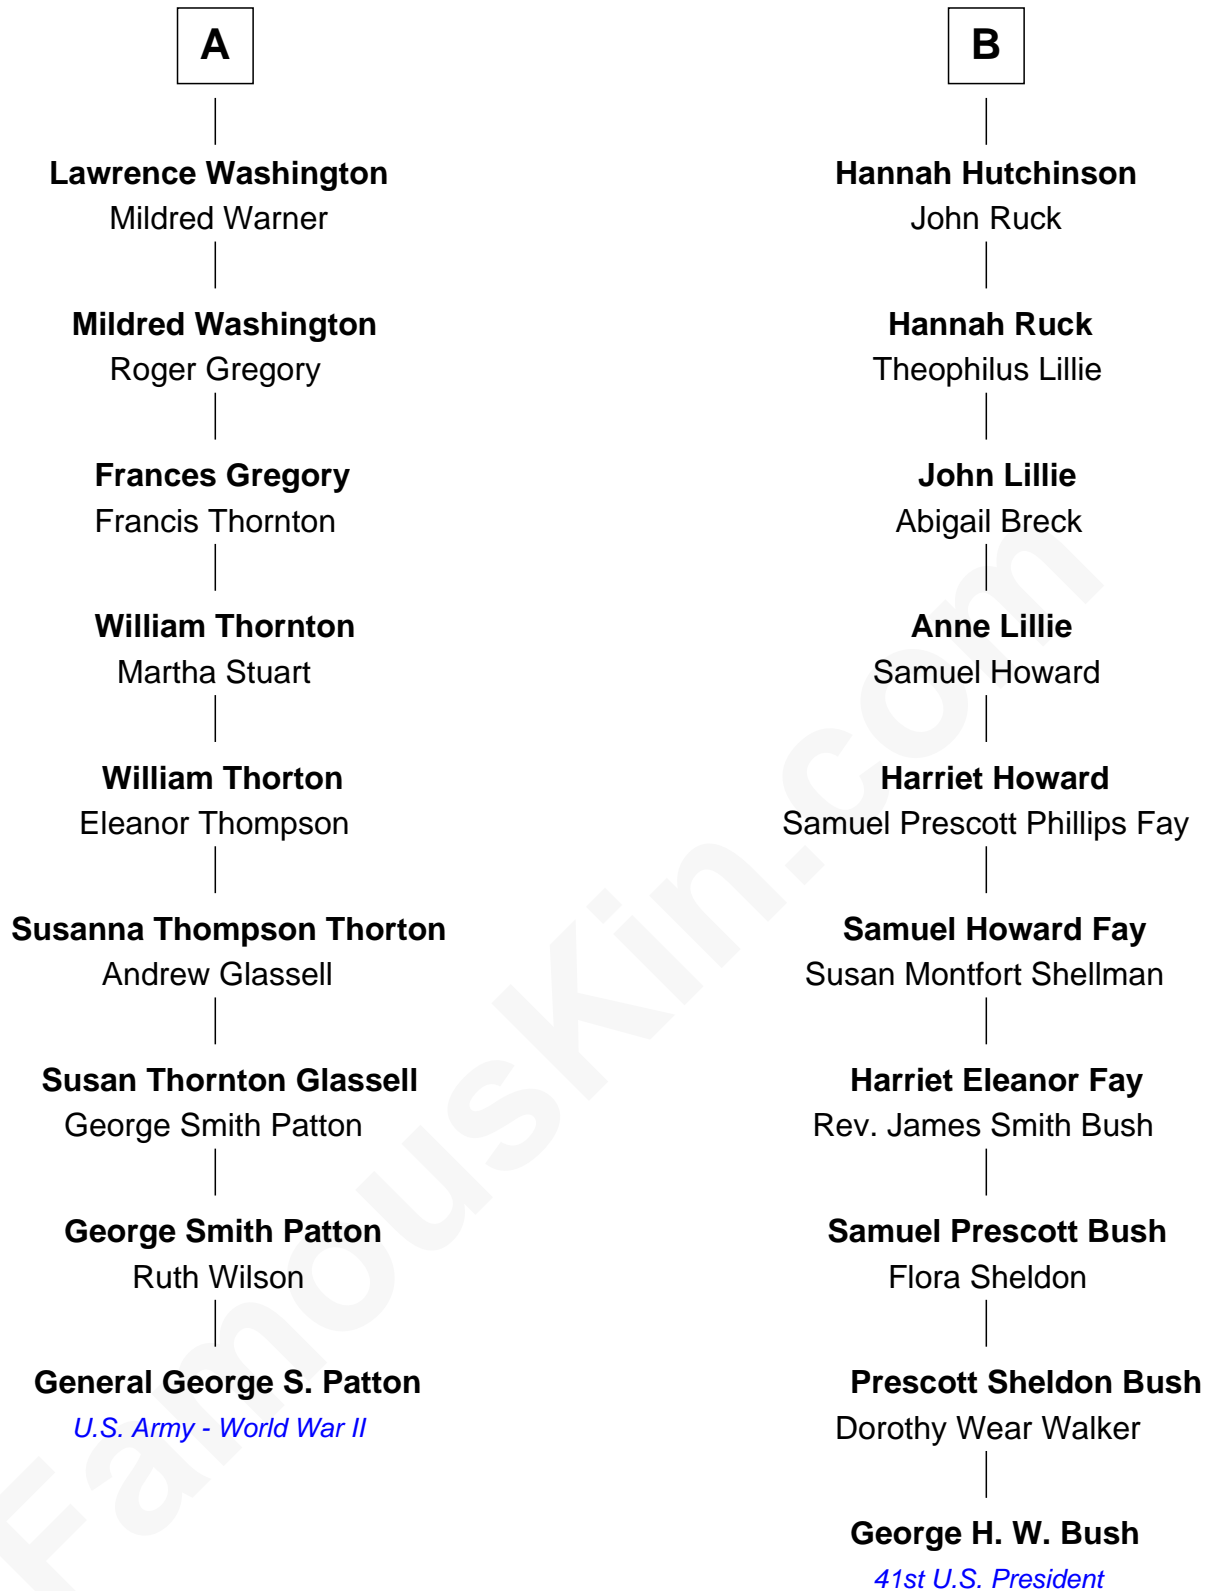 A
Lawrence Washington
Mildred Warner
Mildred Washington
Roger Gregory
Frances Gregory
Francis Thornton
William Thornton
Martha Stuart
William Thorton
Eleanor Thompson
Susanna Thompson Thorton
Andrew Glassell
Susan Thornton Glassell
George Smith Patton
George Smith Patton
Ruth Wilson
General George S. Patton
U.S. Army - World War II
B
Hannah Hutchinson
John Ruck
Hannah Ruck
Theophilus Lillie
John Lillie
Abigail Breck
Anne Lillie
Samuel Howard
Harriet Howard
Samuel Prescott Phillips Fay
Samuel Howard Fay
Susan Montfort Shellman
Harriet Eleanor Fay
Rev. James Smith Bush
Samuel Prescott Bush
Flora Sheldon
Prescott Sheldon Bush
Dorothy Wear Walker
George H. W. Bush
41st U.S. President
FamousKin.com